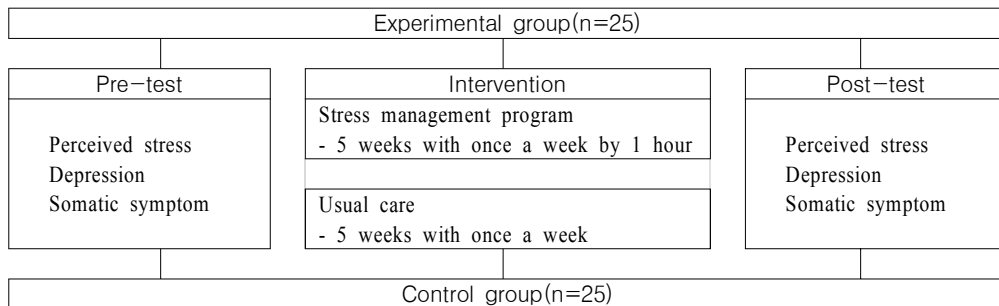 Experimental group(n=25)
Pre-test
Perceived stress
Depression
Somatic symptom
Intervention
Stress management program
- 5 weeks with once a week by 1 hour
Usual care
- 5 weeks with once a week
Post-test
Perceived stress
Depression
Somatic symptom
Control group(n=25)